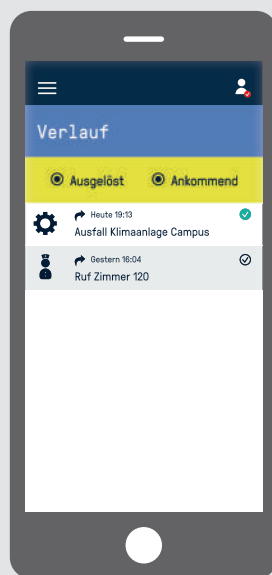 Verlauf
Ausgelöst Ankommend
Heute 19:13
Ausfall Klimaanlage Campus
Gestern 16:04
Ruf Zimmer 120